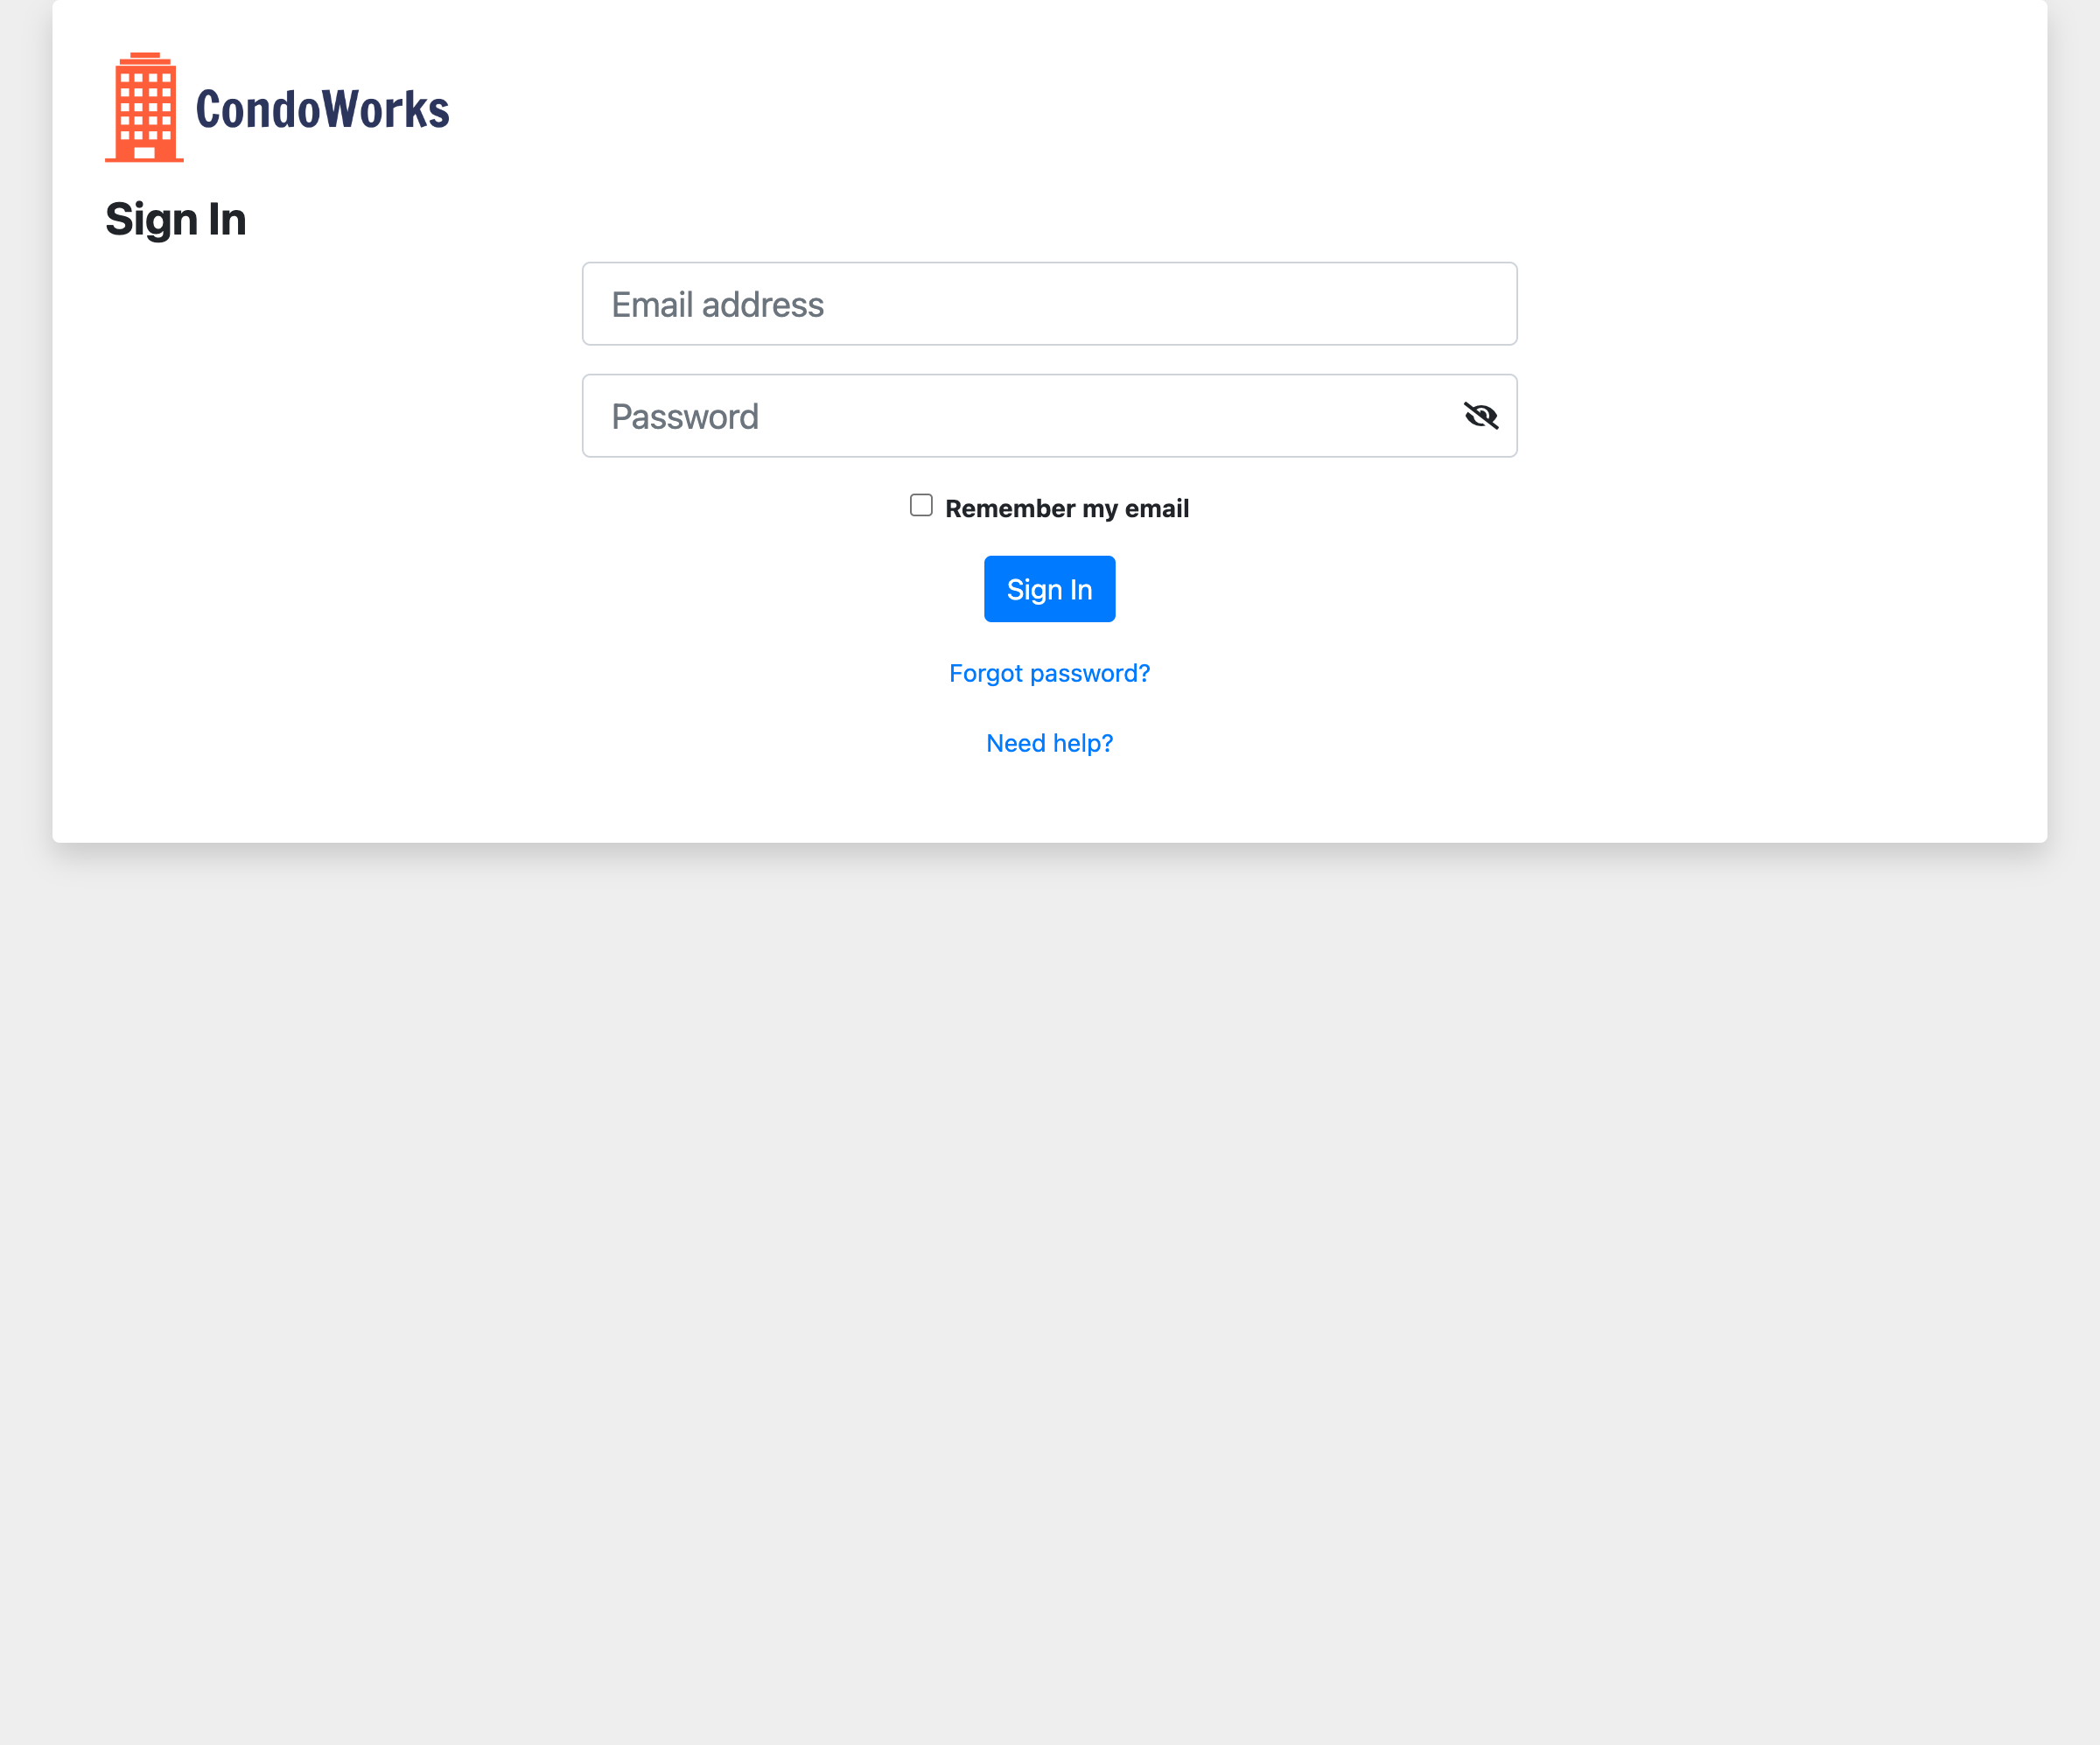 CondoWorks
Sign In
Email address
Password
Remember my email
Sign In
Forgot password?
Need help?